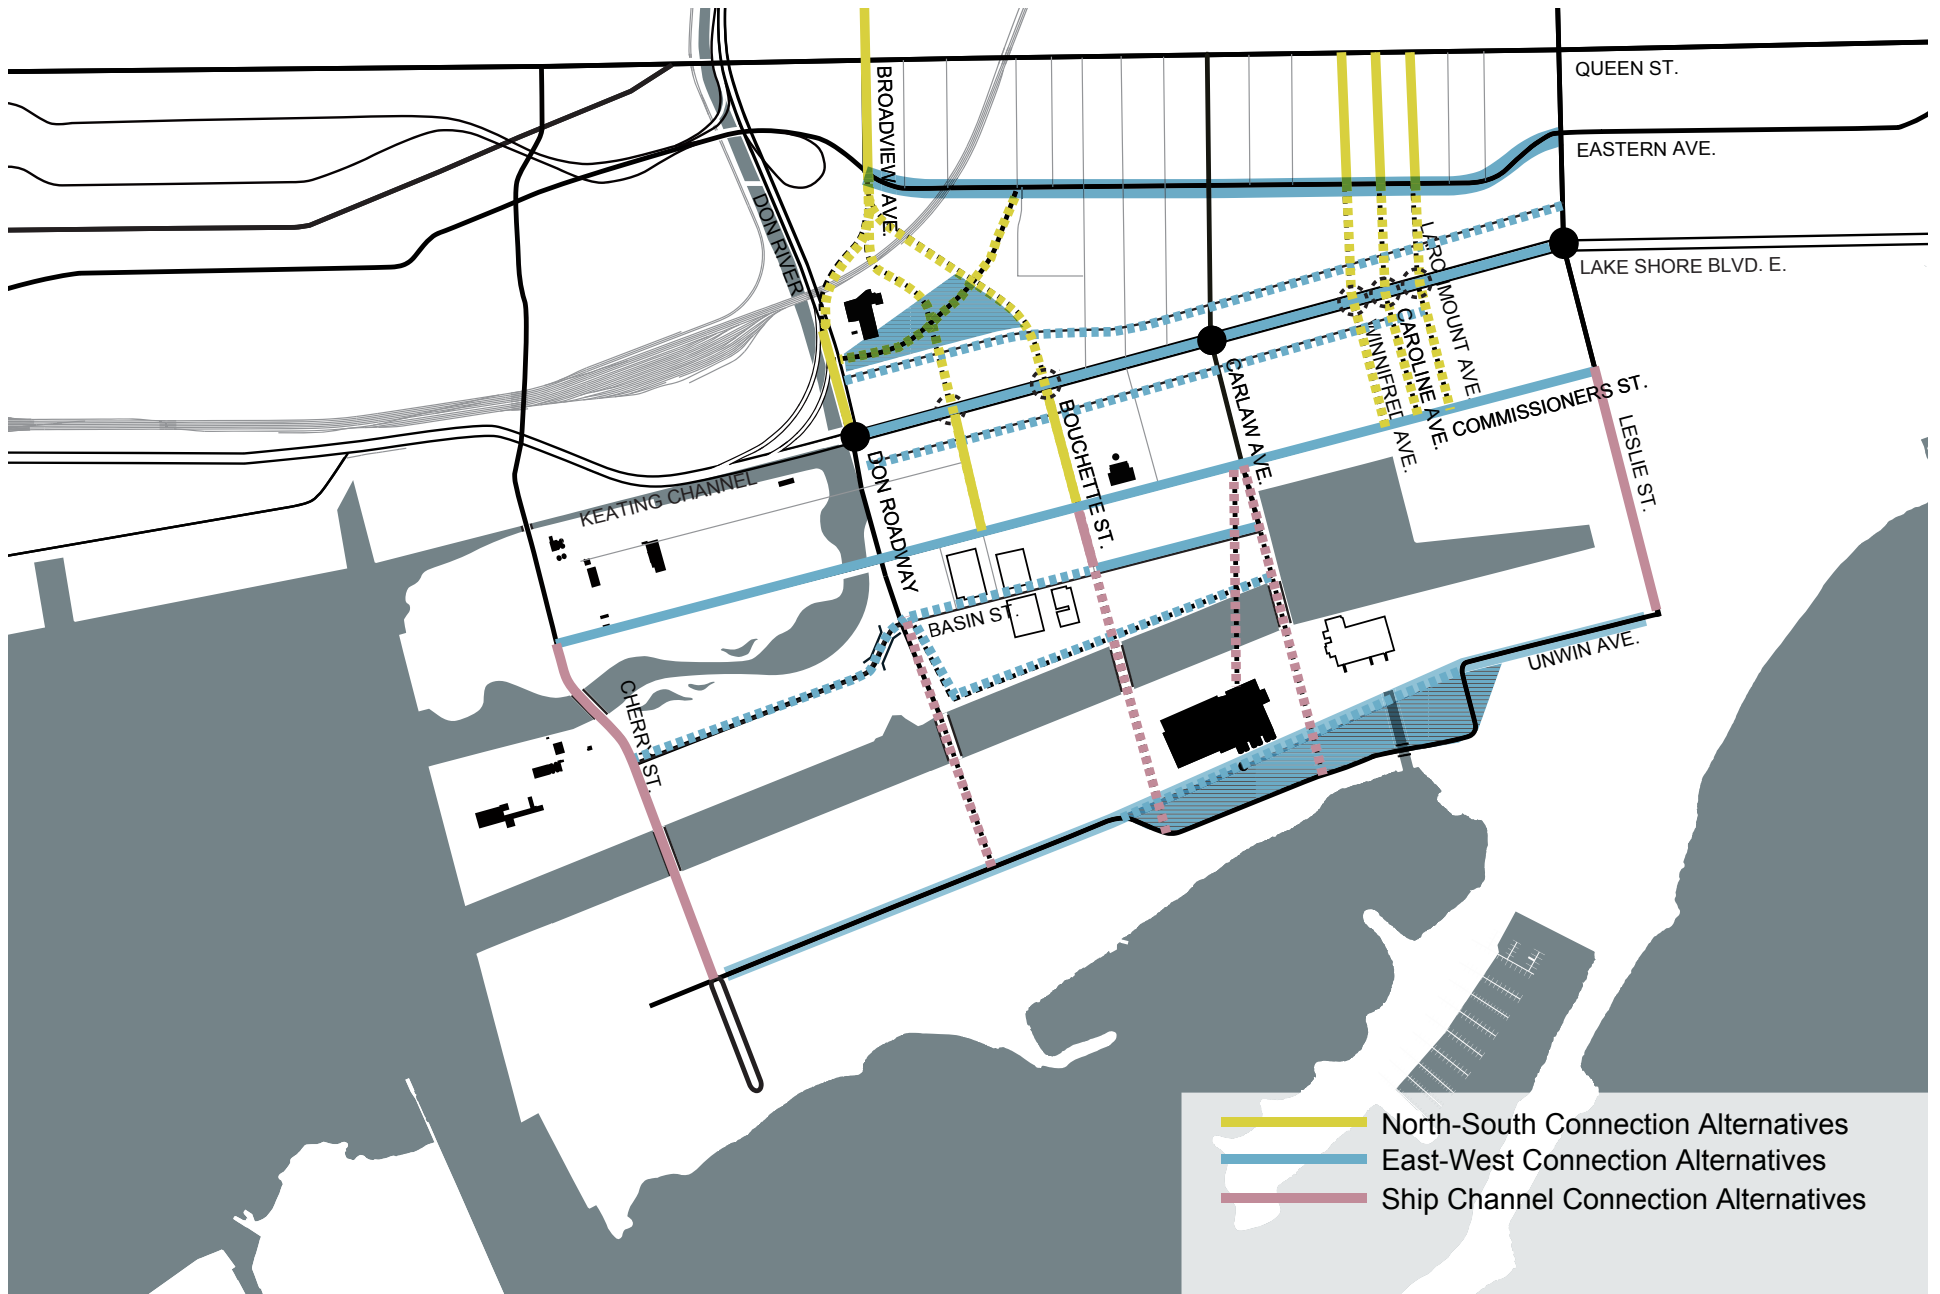 QUEEN ST.
BROADVIEW AVE.
EASTERN AVE.
DON RIVER
LAROMOUNT AVE
LAKE SHORE BLVD. E.
WINNIFRED AVE.
CAROLINE AVE.
CARLAW AVE.
COMMISSIONERS ST.
BOUCHETTE ST.
LESLIE ST.
DON ROADWAY
KEATING CHANNEL
BASIN ST.
UNWIN AVE.
CHERRY ST.
North-South Connection Alternatives
East-West Connection Alternatives
Ship Channel Connection Alternatives